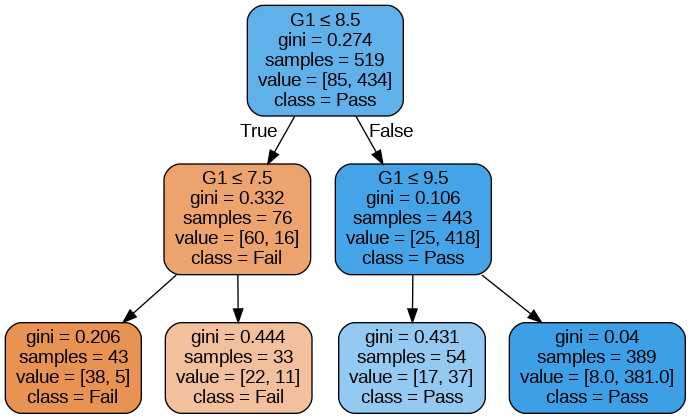 G1 ≤ 8.5
gini = 0.274
samples = 519
value = [85, 434]
class = Pass
True
False
G1 ≤ 7.5
gini = 0.332
samples = 76
value = [60, 16]
class = Fail
G1 ≤ 9.5
gini = 0.106
samples = 443
value = [25, 418]
class = Pass
gini = 0.206
samples = 43
value = [38, 5]
class = Fail
gini = 0.444
samples = 33
value = [22, 11]
class = Fail
gini = 0.431
samples = 54
value = [17, 37]
class = Pass
gini = 0.04
samples = 389
value = [8.0, 381.0]
class = Pass